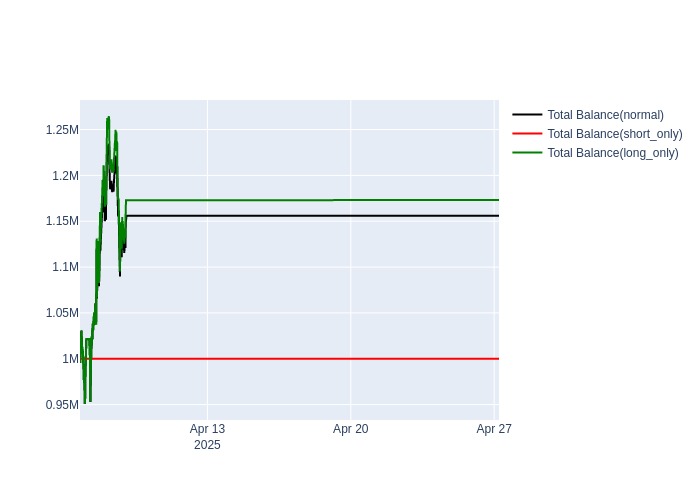 Total Balance(normal)
Total Balance(short_only)
Total Balance(long_only)
1.25M
1.2M
1.15M
1.1M
1.05M
1M
0.95M
Apr 13
2025
Apr 20
Apr 27